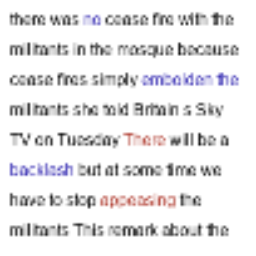 there was no cease fire with the
militants in the mosque because
cease fires simply embolden the
militants she told Britain s Sky
TV on Tuesday There will be a
backlash but at some time we
have to stop appeasing the
militants This remark about the